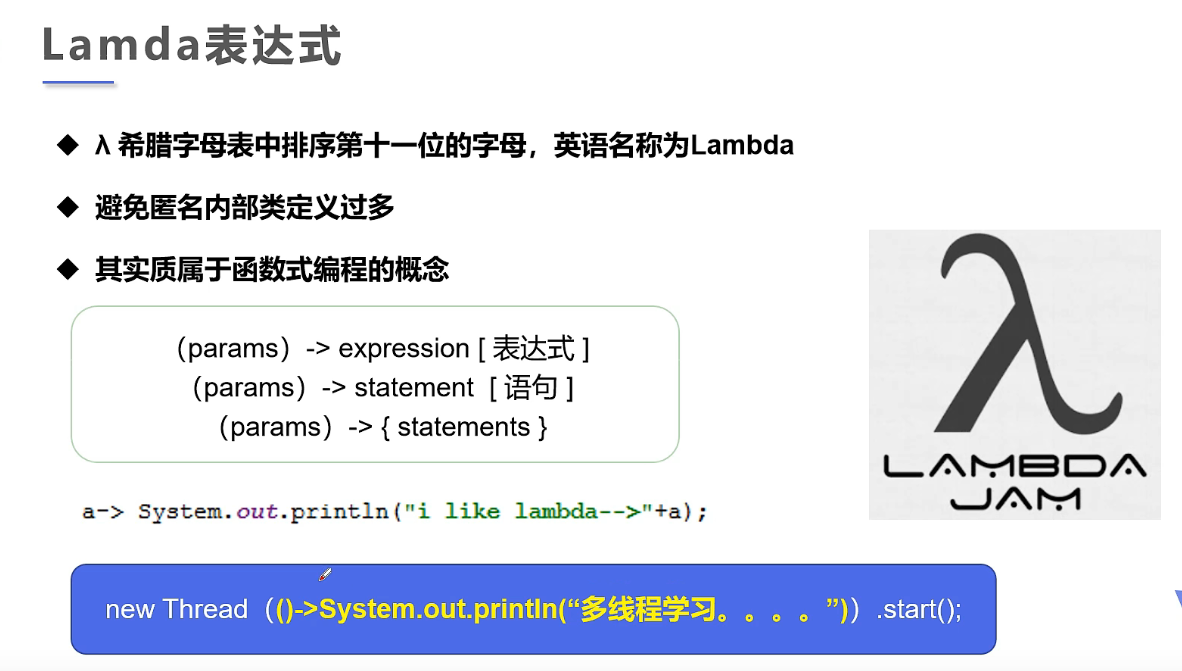 Lamda表达式
◆ λ 希腊字母表中排序第十一位的字母，英语名称为Lambda
◆ 避免匿名内部类定义过多
◆ 其实质属于函数式编程的概念
（params）-> expression [ 表达式 ]
（params）-> statement [ 语句 ]
（params）-> { statements }
λ
LAMBDA
JAM
a-> System.out.println("i like lambda-->"+a);
new Thread（()->System.out.println(“多线程学习。。。。”)）.start();